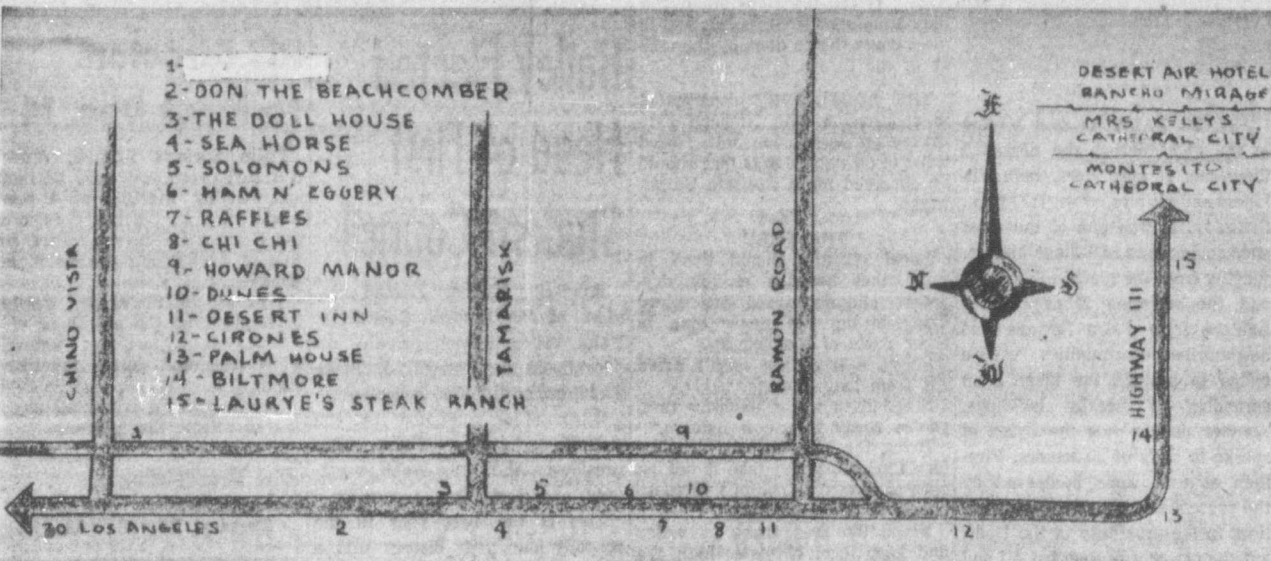 1-
2-DON THE BEACHCOMBER
3-THE DOLL HOUSE
4-SEA HORSE
5-SOLOMONS
6-HAM N' EGGERY
7-RAFFLES
8-CHI CHI
9-HOWARD MANOR
10-DUNES
11-DESERT INN
12-CIRONES
13-PALM HOUSE
14-BILTMORE
15-LAURYE'S STEAK RANCH
DESERT AIR HOTEL
RANCHO MIRAGE
MRS KELLYS
CATHEDRAL CITY
MONTESITO
CATHEDRAL CITY
CHINO VISTA
TAMARISK
RAMON ROAD
E
N
S
W
HIGHWAY 111
15
14
13
1
9
3
5
6
10
TO LOS ANGELES
2
4
7
8
11
12